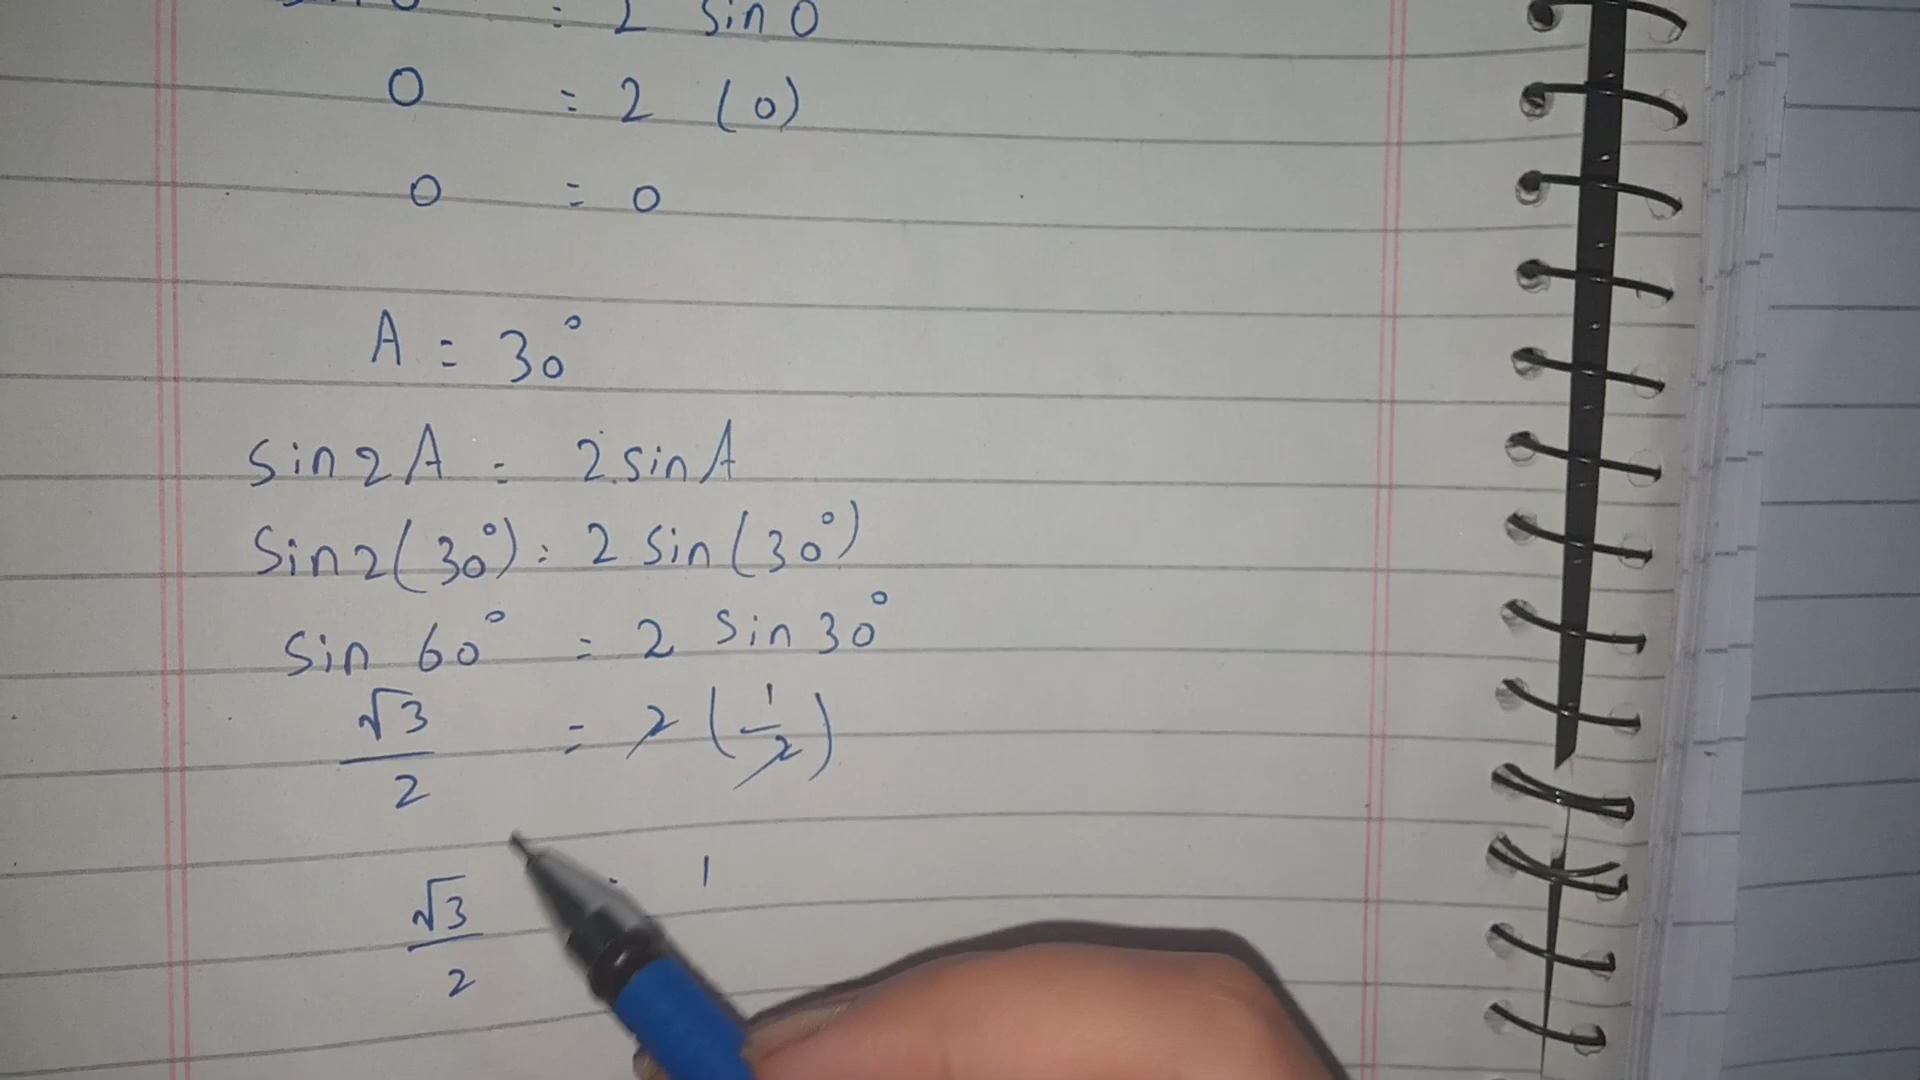 = 2 sin 0
0 = 2 (0)
0 = 0
A = 30°
sin 2A = 2 sin A
Sin 2(30°) = 2 sin (30°)
sin 60° = 2 sin 30°
√3/2 = 2 (1/2)
√3/2 1